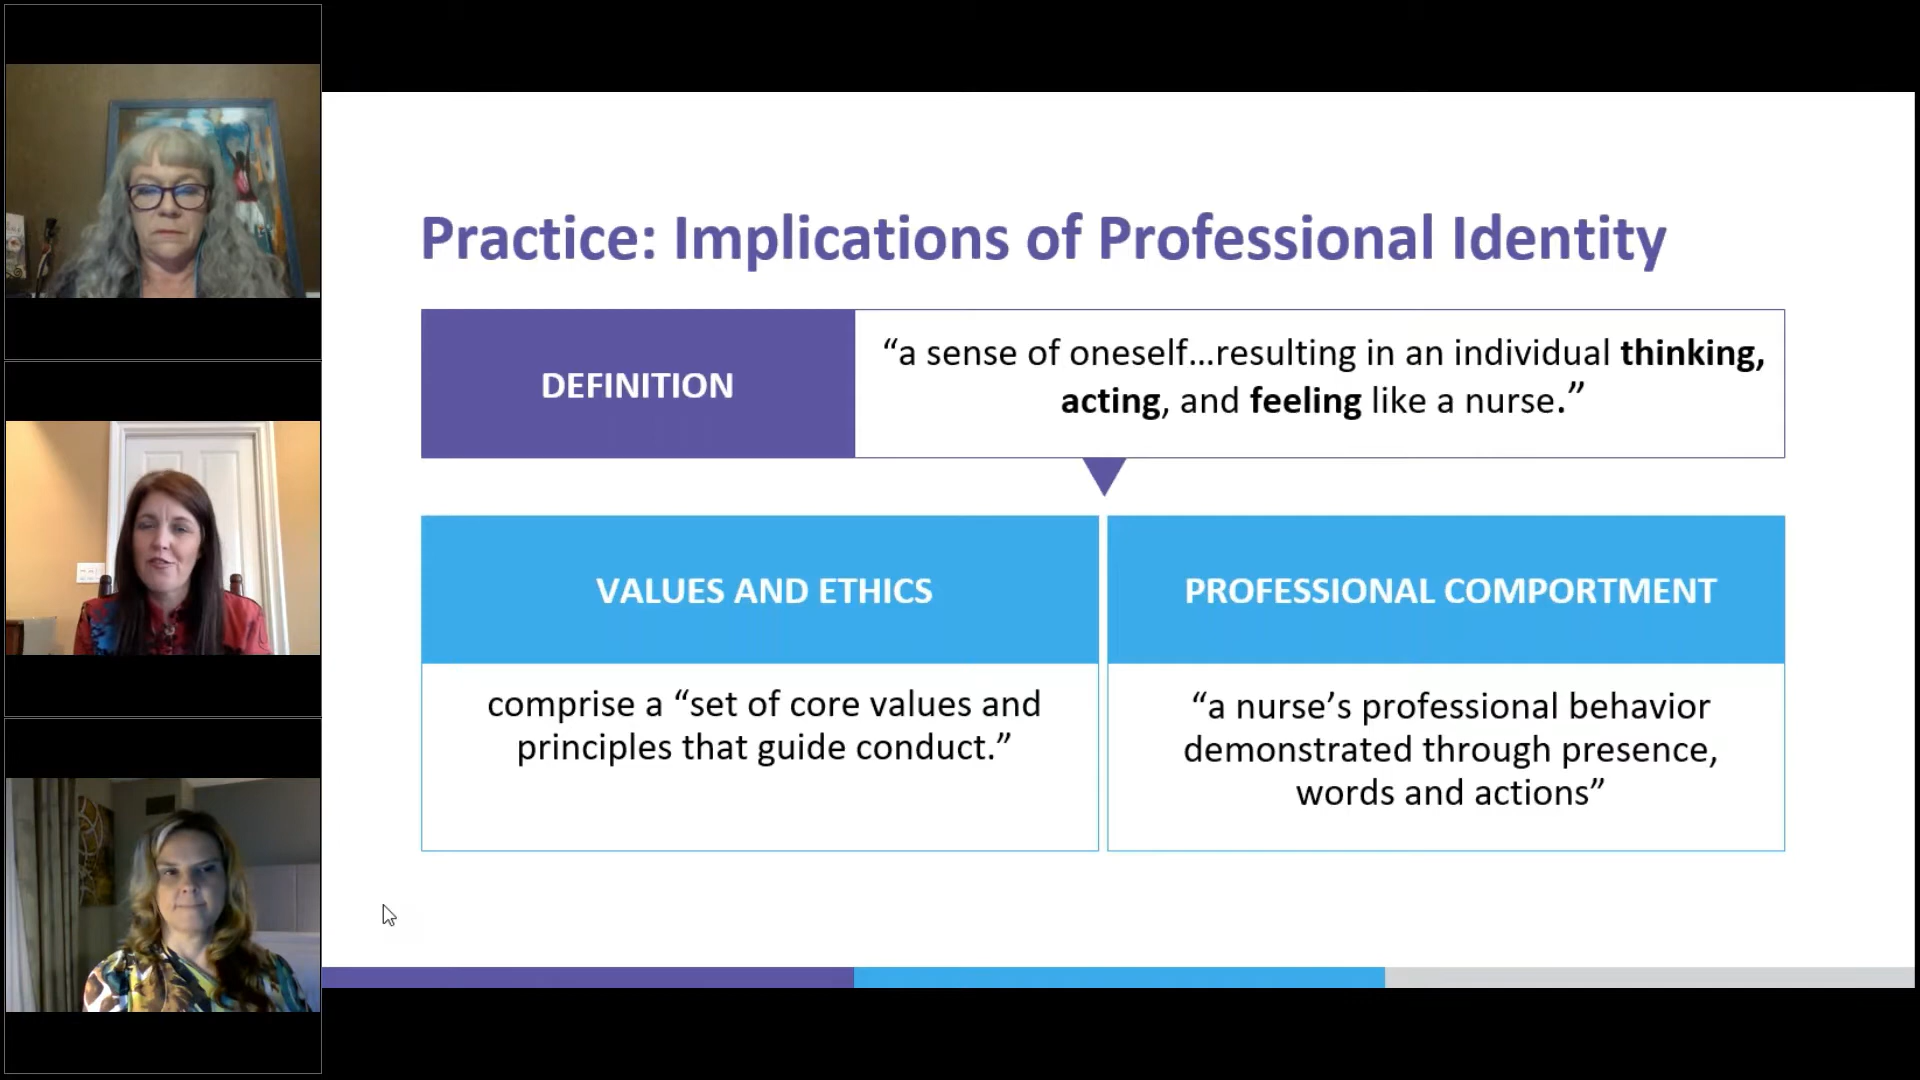 Practice: Implications of Professional Identity
DEFINITION
“a sense of oneself…resulting in an individual thinking,
acting, and feeling like a nurse.”
VALUES AND ETHICS
comprise a “set of core values and
principles that guide conduct.”
PROFESSIONAL COMPORTMENT
“a nurse’s professional behavior
demonstrated through presence,
words and actions”